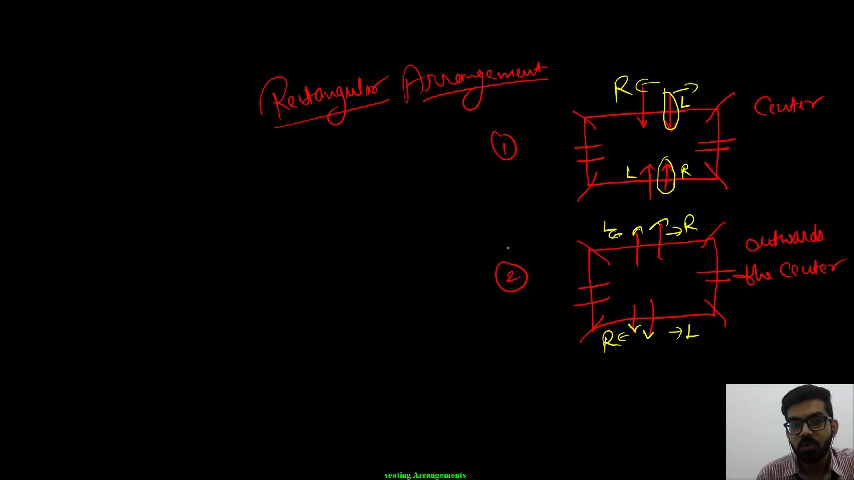 Rectangular Arrangement
R L
Center
1
L R
L R
outwards
the center
2
R L
seating Arrangements